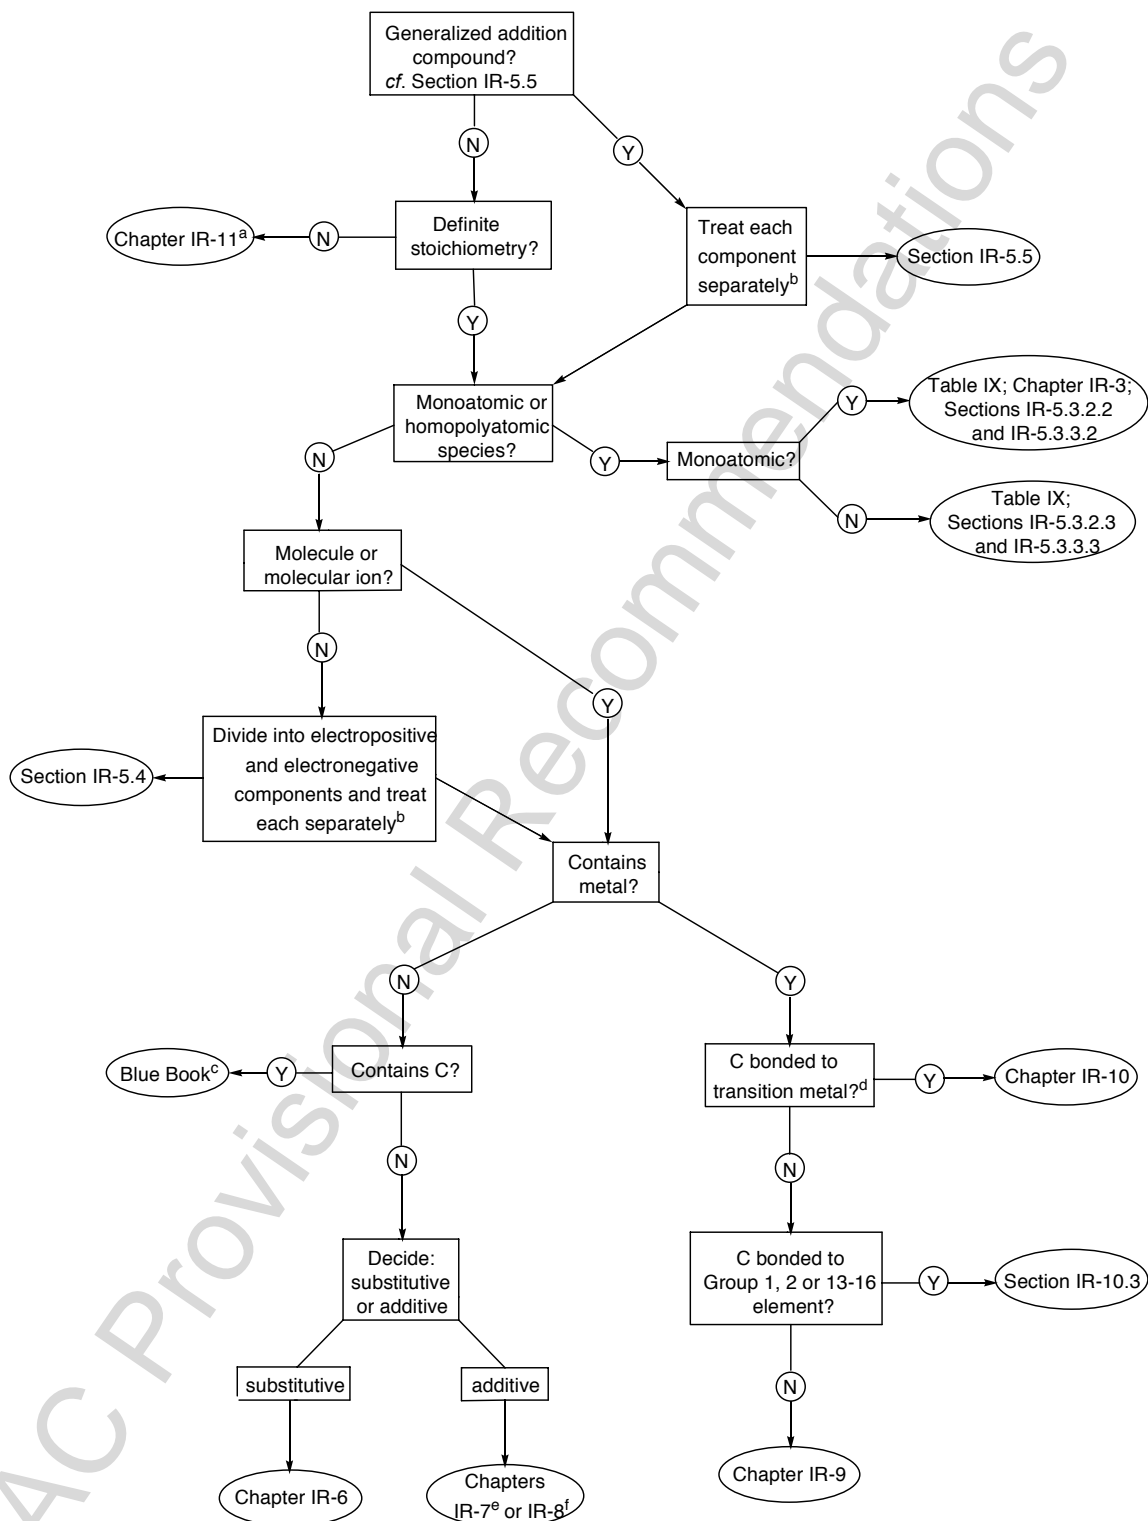 Generalized addition
compound?
cf. Section IR-5.5
N
Y
Definite
stoichiometry?
N
Chapter IR-11a
Treat each
component
separatelyb
Section IR-5.5
Y
Monoatomic or
homopolyatomic
species?
N
Y
Monoatomic?
Y
Table IX; Chapter IR-3;
Sections IR-5.3.2.2
and IR-5.3.3.2
N
Table IX;
Sections IR-5.3.2.3
and IR-5.3.3.3
Molecule or
molecular ion?
N
Y
Divide into electropositive
and electronegative
components and treat
each separatelyb
Section IR-5.4
Contains
metal?
N
Y
Contains C?
Y
Blue Bookc
C bonded to
transition metal?d
Y
Chapter IR-10
N
N
Decide:
substitutive
or additive
C bonded to
Group 1, 2 or 13-16
element?
Y
Section IR-10.3
substitutive
additive
N
Chapter IR-6
Chapters
IR-7e or IR-8f
Chapter IR-9
AC Provisional Recommendations